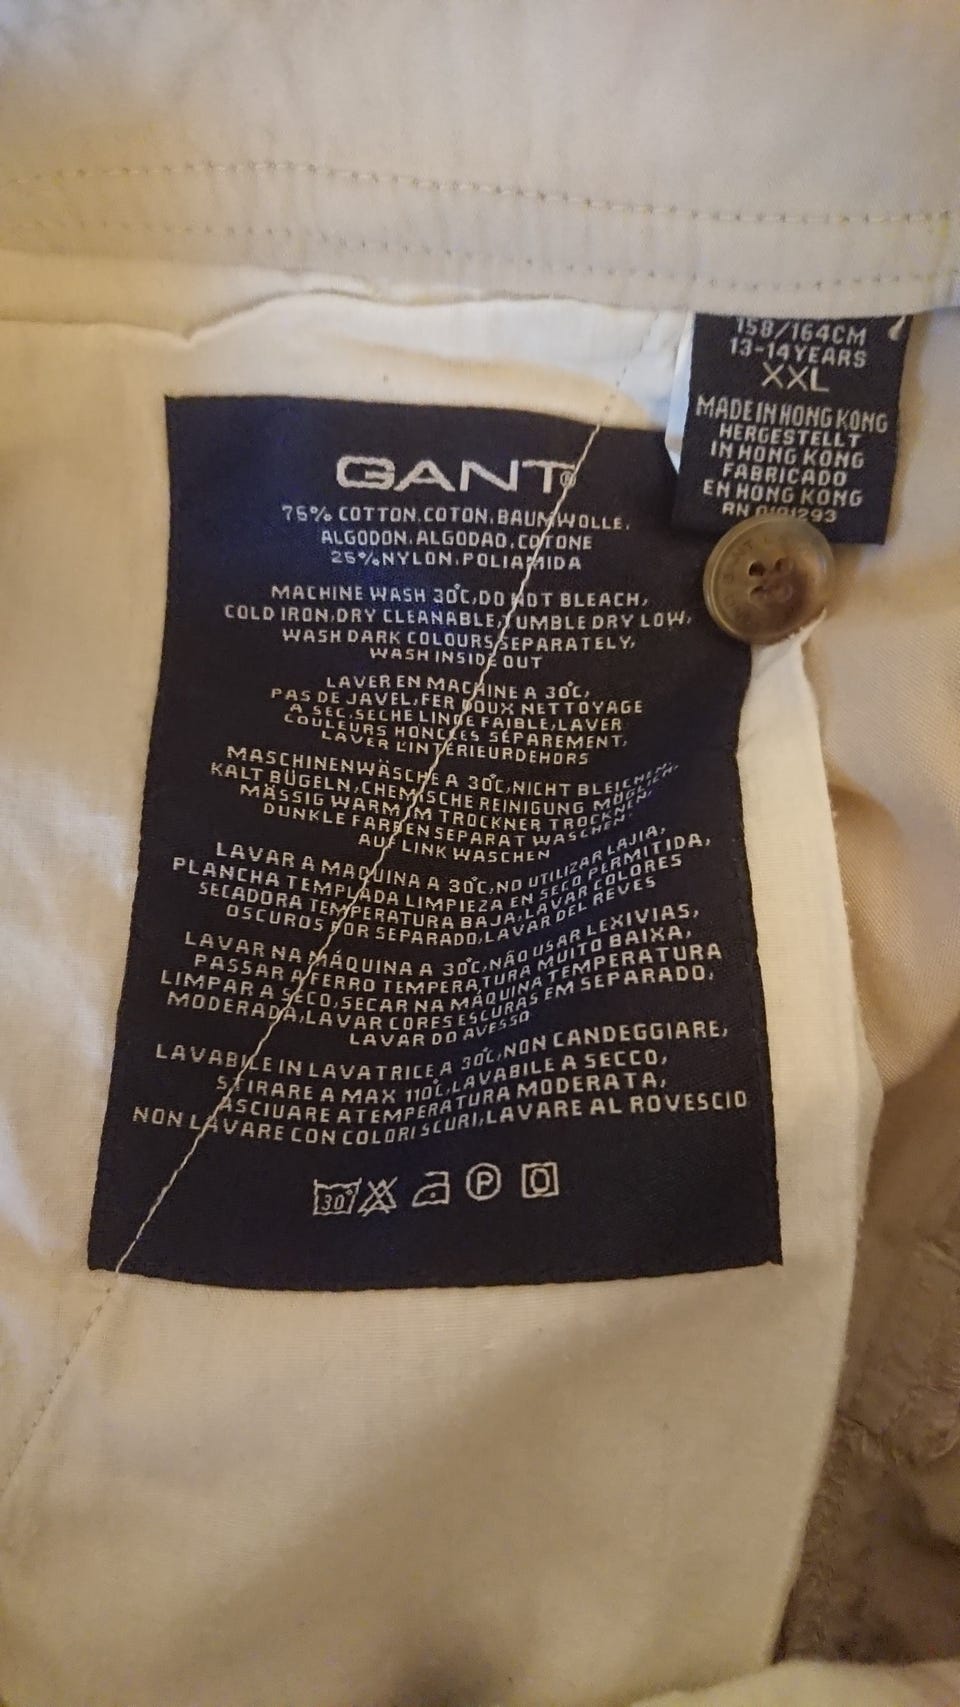 158/164CM
13-14YEARS
XXL
MADE IN HONG KONG
HERGESTELLT
IN HONG KONG
FABRICADO
EN HONG KONG
RN 0101293
GANT®
75% COTTON.COTON.BAUMWOLLE.
ALGODON.ALGODAO.COTONE
25%NYLON.POLIAMIDA
MACHINE WASH 30°C,DO NOT BLEACH,
COLD IRON,DRY CLEANABLE,TUMBLE DRY LOW,
WASH DARK COLOURS SEPARATELY,
WASH INSIDE OUT
LAVER EN MACHINE A 30°C,
PAS DE JAVEL,FER DOUX NETTOYAGE
A SEC,SECHE LINGE FAIBLE,LAVER
COULEURS HONCEES SÉPAREMENT,
LAVER L'INTÉRIEURDEHORS
MASCHINENWÄSCHE A 30°C,NICHT BLEICHEN,
KALT BÜGELN,CHEMISCHE REINIGUNG MÖGLICH,
MÄSSIG WARM IM TROCKNER TROCKNEN,
DUNKLE FARBEN SEPARAT WASCHEN,
AUF LINK WASCHEN
LAVAR A MAQUINA A 30°C,NO UTILIZAR LAJIA,
PLANCHA TEMPLADA LIMPIEZA EN SECO PERMITIDA,
SECADORA TEMPERATURA BAJA,LAVAR COLORES
OSCUROS POR SEPARADO,LAVAR DEL REVES
LAVAR NA MÁQUINA A 30°C,NÃO USAR LEXIVIAS,
PASSAR A FERRO TEMPERATURA MUITO BAIXA,
LIMPAR A SECO,SECAR NA MÁQUINA TEMPERATURA
MODERADA,LAVAR CORES ESCURAS EM SEPARADO,
LAVAR DO AVESSO
LAVABILE IN LAVATRICE A 30°C,NON CANDEGGIARE,
STIRARE A MAX 110°C,LAVABILE A SECCO,
ASCIUARE A TEMPERATURA MODERATA,
NON LAVARE CON COLORI SCURI,LAVARE AL ROVESCIO
30° P